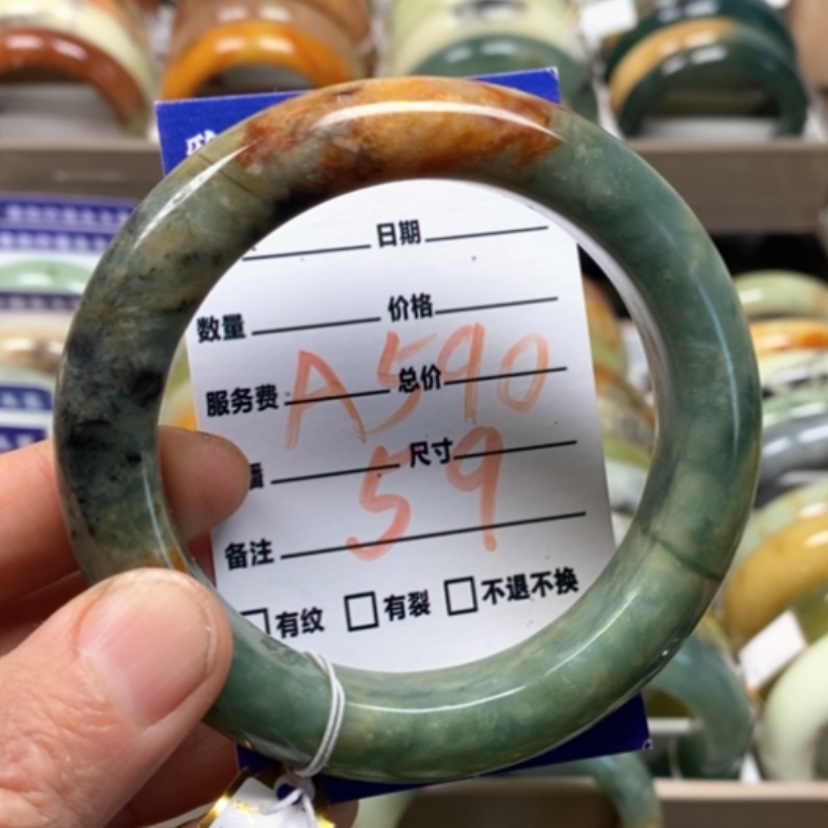 日期
数量 价格
服务费 总价
A590
尺寸
59
备注
有纹 有裂 不退不换